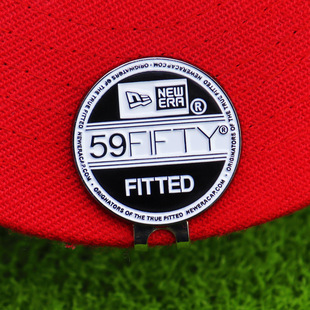 NEW ERA®
59FIFTY®
FITTED
ORIGINATORS OF THE TRUE FITTED • NEWERACAP.COM • ORIGINATORS OF THE TRUE FITTED • NEWERACAP.COM •